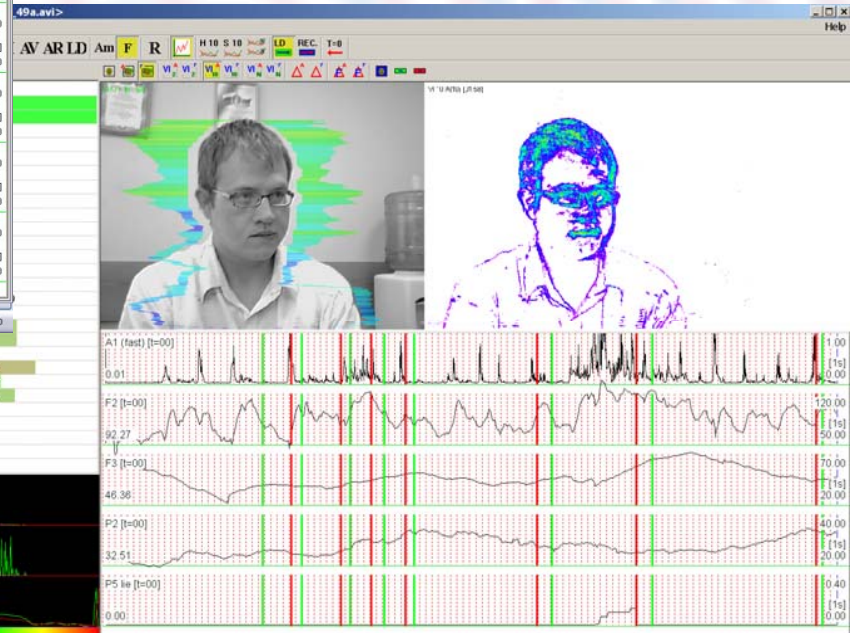 _49a.avi>
Help
AV AR LD Am F R H 10 S 10 LD REC. T=0
A1 (fast) [t=00]
1.00
[1s]
0.01
0.00
F2 [t=00]
120.00
[1s]
92.27
50.00
F3 [t=00]
70.00
[1s]
46.36
20.00
P2 [t=00]
40.00
[1s]
32.51
20.00
P5 lie [t=00]
0.40
[1s]
0.00
0.00